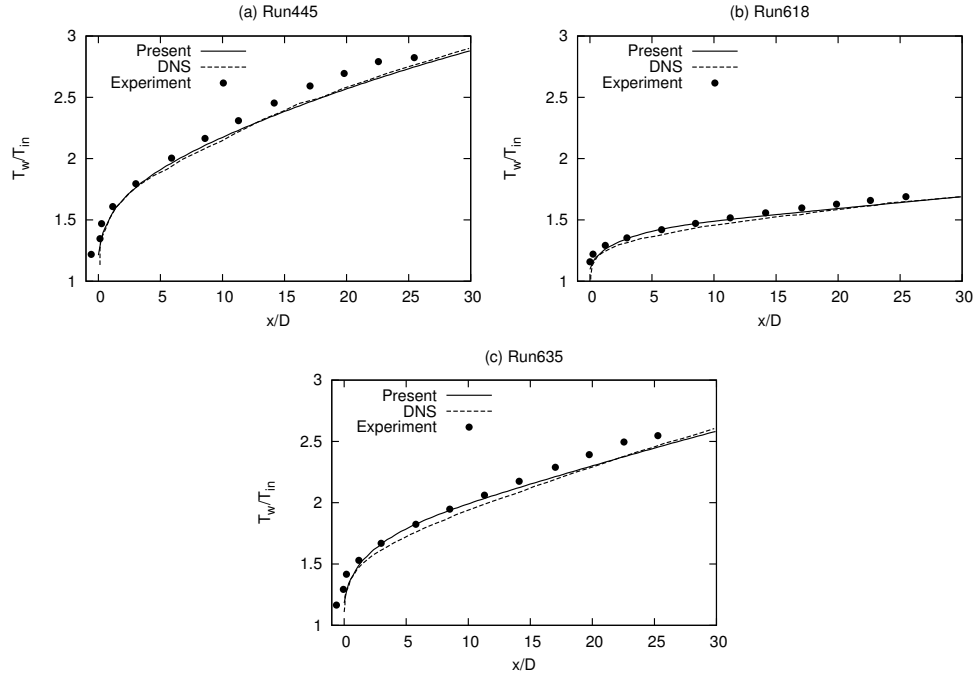 (a) Run445
3
2.5
2
1.5
1
T_w/T_in
Present
DNS
Experiment
0 5 10 15 20 25 30
x/D
(b) Run618
3
2.5
2
1.5
1
T_w/T_in
Present
DNS
Experiment
0 5 10 15 20 25 30
x/D
(c) Run635
3
2.5
2
1.5
1
T_w/T_in
Present
DNS
Experiment
0 5 10 15 20 25 30
x/D